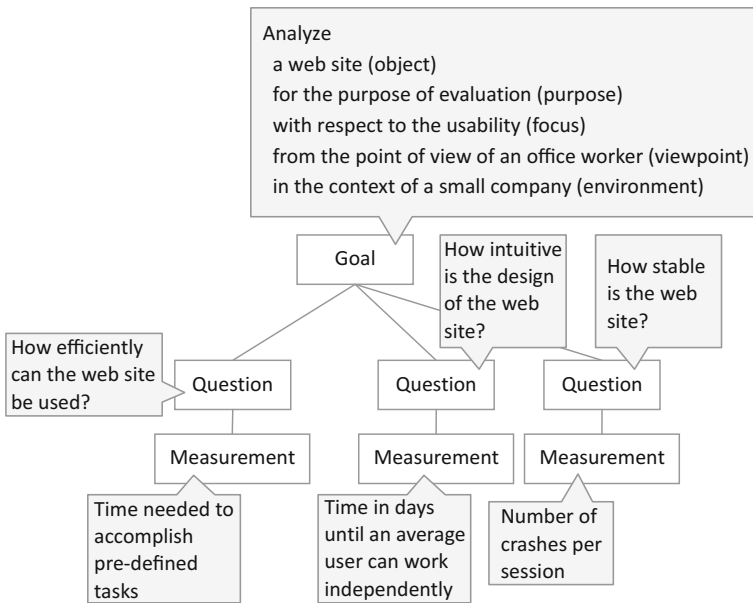 Analyze
a web site (object)
for the purpose of evaluation (purpose)
with respect to the usability (focus)
from the point of view of an office worker (viewpoint)
in the context of a small company (environment)
Goal
How intuitive
is the design
of the web
site?
How stable
is the web
site?
How efficiently
can the web site
be used?
Question
Question
Question
Measurement
Measurement
Measurement
Time needed to
accomplish
pre-defined
tasks
Time in days
until an average
user can work
independently
Number of
crashes per
session